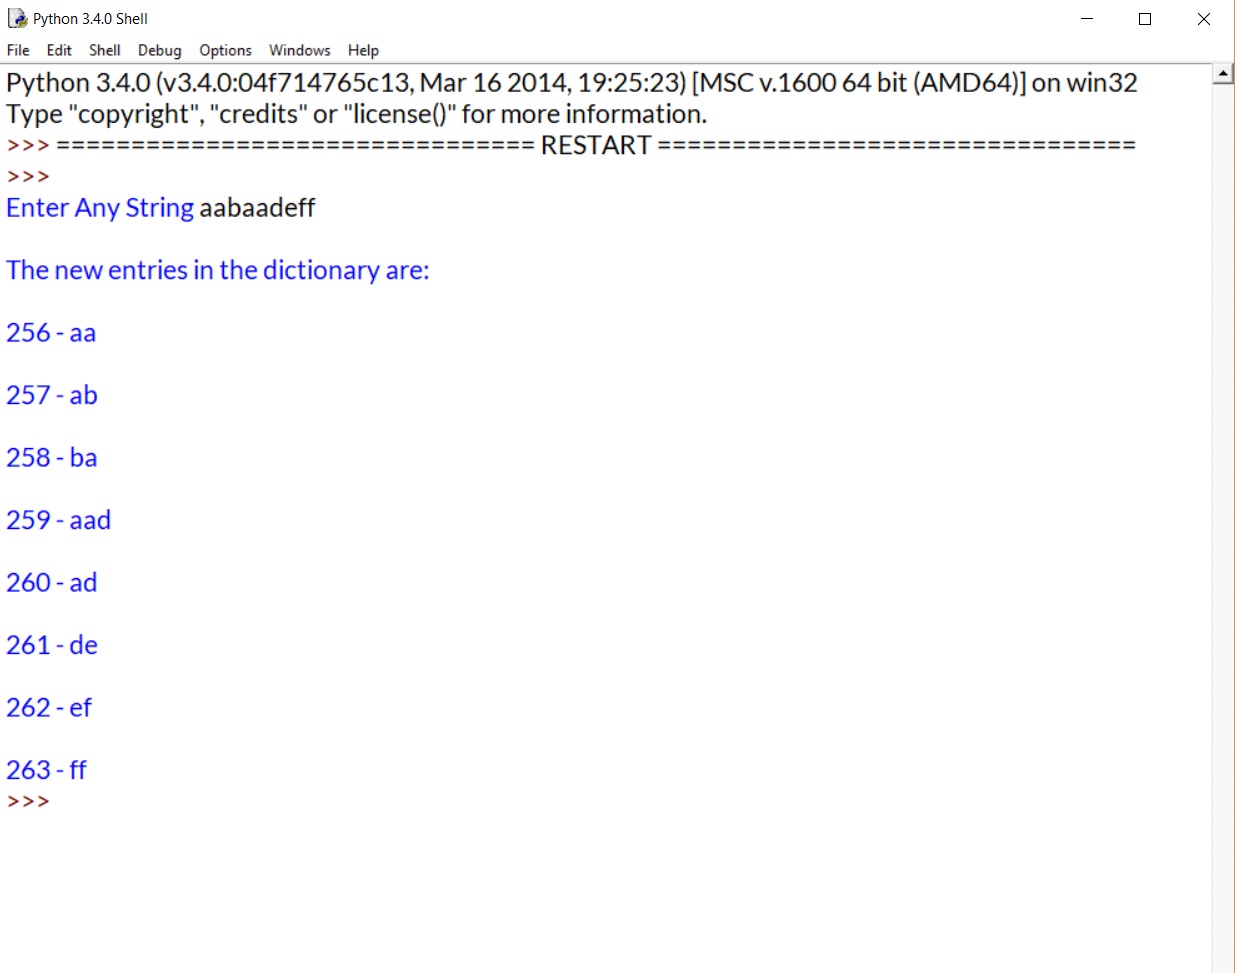 Python 3.4.0 Shell
File Edit Shell Debug Options Windows Help
Python 3.4.0 (v3.4.0:04f714765c13, Mar 16 2014, 19:25:23) [MSC v.1600 64 bit (AMD64)] on win32
Type "copyright", "credits" or "license()" for more information.
>>> ================================ RESTART ================================
>>>
Enter Any String aabaadeff
The new entries in the dictionary are:
256 - aa
257 - ab
258 - ba
259 - aad
260 - ad
261 - de
262 - ef
263 - ff
>>>